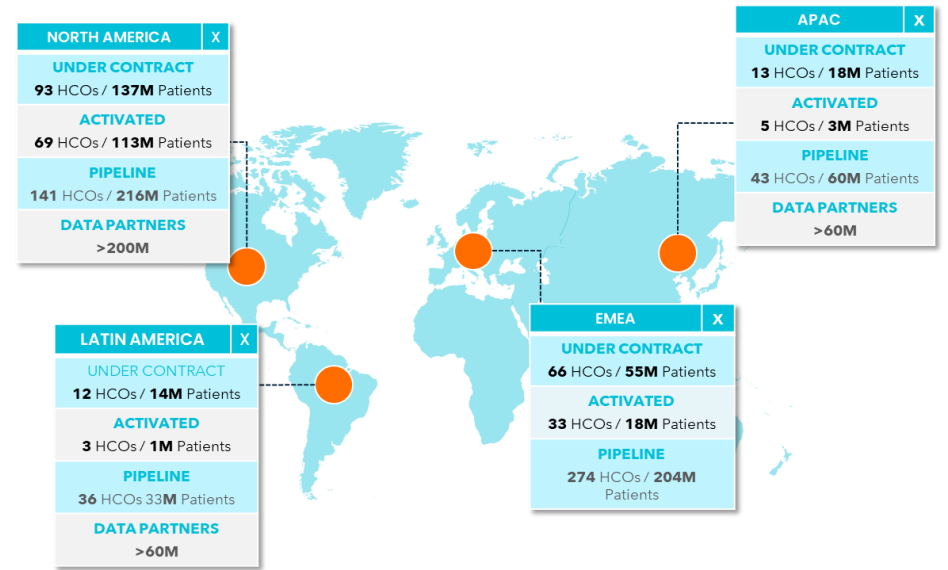 NORTH AMERICA X
UNDER CONTRACT
93 HCOs / 137M Patients
ACTIVATED
69 HCOs / 113M Patients
PIPELINE
141 HCOs / 216M Patients
DATA PARTNERS
>200M
APAC X
UNDER CONTRACT
13 HCOs / 18M Patients
ACTIVATED
5 HCOs / 3M Patients
PIPELINE
43 HCOs / 60M Patients
DATA PARTNERS
>60M
LATIN AMERICA X
UNDER CONTRACT
12 HCOs / 14M Patients
ACTIVATED
3 HCOs / 1M Patients
PIPELINE
36 HCOs 33M Patients
DATA PARTNERS
>60M
EMEA X
UNDER CONTRACT
66 HCOs / 55M Patients
ACTIVATED
33 HCOs / 18M Patients
PIPELINE
274 HCOs / 204M
Patients